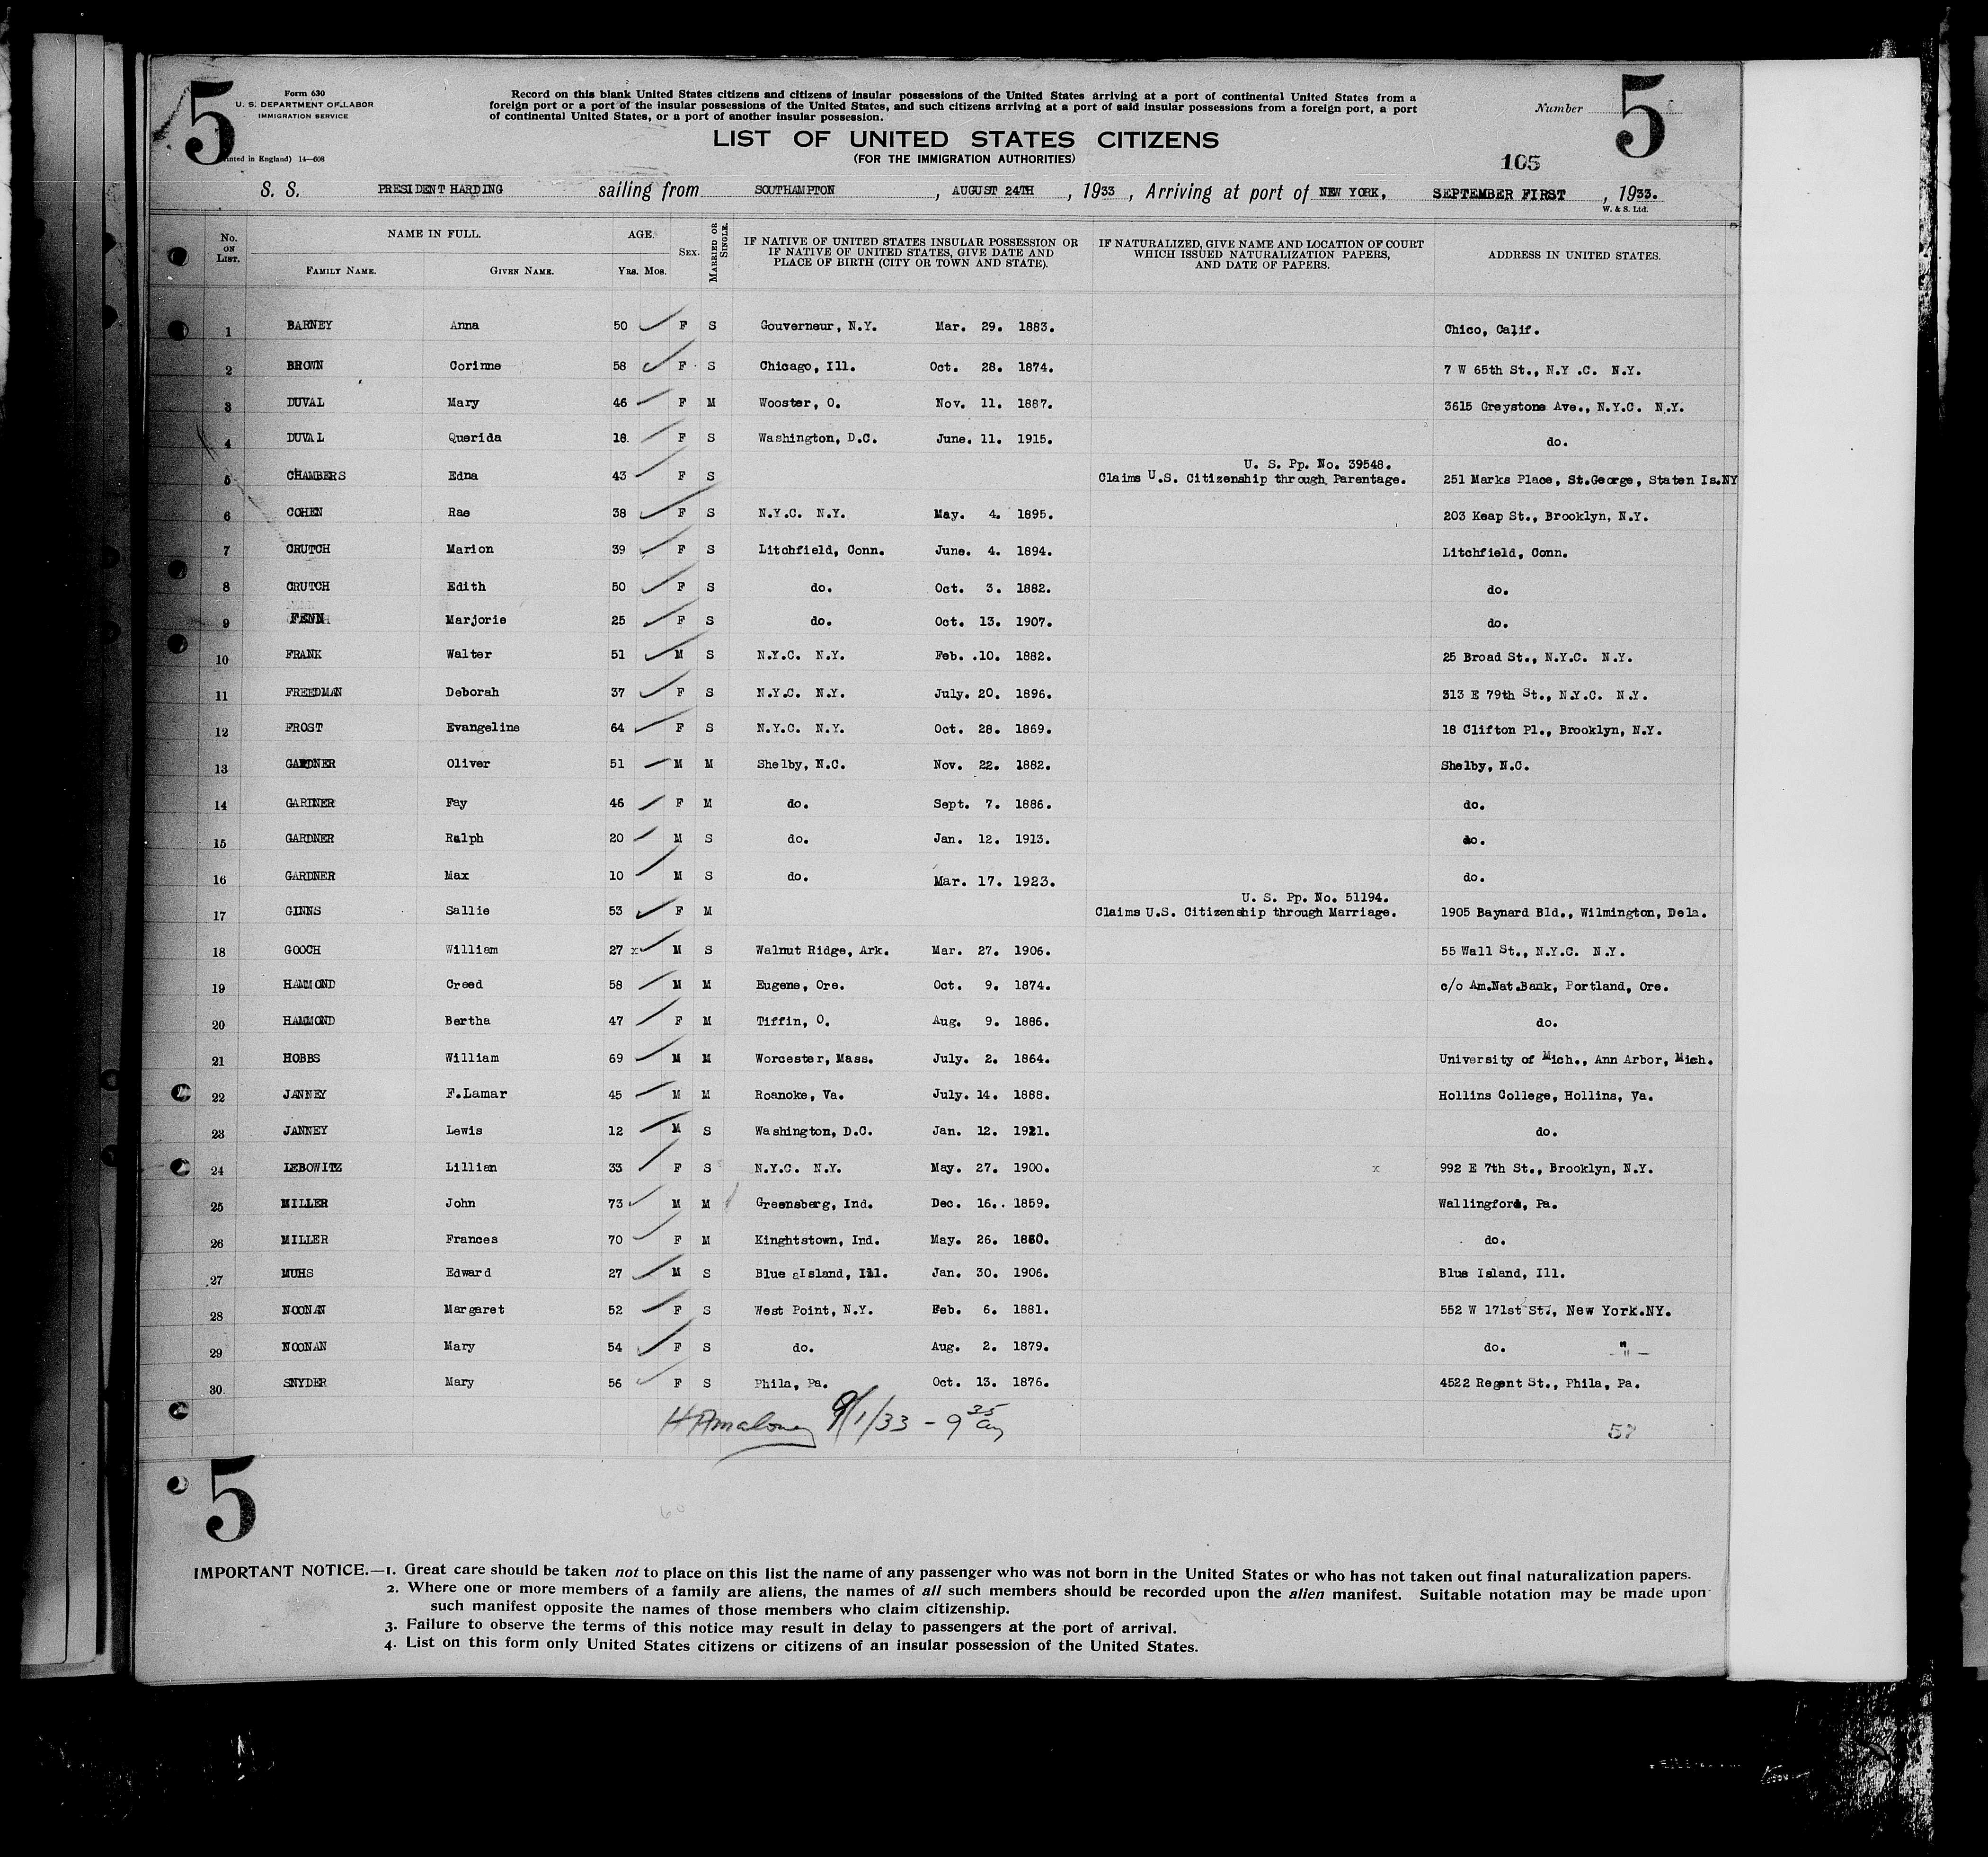 5
Form 630
U. S. DEPARTMENT OF LABOR
IMMIGRATION SERVICE
(Printed in England) 14—608
Record on this blank United States citizens and citizens of insular possessions of the United States arriving at a port of continental United States from a
foreign port or a port of the insular possessions of the United States, and such citizens arriving at a port of said insular possessions from a foreign port, a port
of continental United States, or a port of another insular possession.
Number 5
LIST OF UNITED STATES CITIZENS
(FOR THE IMMIGRATION AUTHORITIES)
105
S. S. PRESIDENT HARDING sailing from SOUTHAMPTON, AUGUST 24TH, 1933, Arriving at port of NEW YORK, SEPTEMBER FIRST, 1933.
W. & S. Ltd.
No. ON LIST. NAME IN FULL. FAMILY NAME. GIVEN NAME. AGE. YRS. MOS. SEX. MARRIED OR SINGLE. IF NATIVE OF UNITED STATES INSULAR POSSESSION OR IF NATIVE OF UNITED STATES, GIVE DATE AND PLACE OF BIRTH (CITY OR TOWN AND STATE). IF NATURALIZED, GIVE NAME AND LOCATION OF COURT WHICH ISSUED NATURALIZATION PAPERS, AND DATE OF PAPERS. ADDRESS IN UNITED STATES.
1 BARNEY Anna 50 F S Gouverneur, N.Y. Mar. 29. 1883. Chico, Calif.
2 BROWN Corinne 58 F S Chicago, Ill. Oct. 28. 1874. 7 W 65th St., N.Y .C. N.Y.
3 DUVAL Mary 46 F M Wooster, O. Nov. 11. 1887. 3615 Greystone Ave., N.Y.C. N.Y.
4 DUVAL Querida 18. F S Washington, D.C. June. 11. 1915. do.
U. S. Pp. No. 39548.
5 CHAMBERS Edna 43 F S Claims U.S. Citizenship through Parentage. 251 Marks Place, St.George, Staten Is.NY
6 COHEN Rae 38 F S N.Y.C. N.Y. May. 4. 1895. 203 Keap St., Brooklyn, N.Y.
7 CRUTCH Marion 39 F S Litchfield, Conn. June. 4. 1894. Litchfield, Conn.
8 CRUTCH Edith 50 F S do. Oct. 3. 1882. do.
9 FENN Marjorie 25 F S do. Oct. 13. 1907. do.
10 FRANK Walter 51 M S N.Y.C. N.Y. Feb. .10. 1882. 25 Broad St., N.Y.C. N.Y.
11 FREEDMAN Deborah 37 F S N.Y.C. N.Y. July. 20. 1896. 313 E 79th St., N.Y.C. N.Y.
12 FROST Evangeline 64 F S N.Y.C. N.Y. Oct. 28. 1869. 18 Clifton Pl., Brooklyn, N.Y.
13 GARDNER Oliver 51 M M Shelby, N.C. Nov. 22. 1882. Shelby, N.C.
14 GARDNER Fay 46 F M do. Sept. 7. 1886. do.
15 GARDNER Ralph 20 M S do. Jan. 12. 1913. do.
16 GARDNER Max 10 M S do. Mar. 17. 1923. do.
U. S. Pp. No. 51194.
17 GINNS Sallie 53 F M Claims U.S. Citizenship through Marriage. 1905 Baynard Bld., Wilmington, Dela.
18 GOOCH William 27 x M S Walnut Ridge, Ark. Mar. 27. 1906. 55 Wall St., N.Y.C. N.Y.
19 HAMMOND Creed 58 M M Eugene, Ore. Oct. 9. 1874. c/o Am.Nat.Bank, Portland, Ore.
20 HAMMOND Bertha 47 F M Tiffin, O. Aug. 9. 1886. do.
21 HOBBS William 69 M M Worcester, Mass. July. 2. 1864. University of Mich., Ann Arbor, Mich.
22 JANNEY F.Lamar 45 M M Roanoke, Va. July. 14. 1888. Hollins College, Hollins, Va.
23 JANNEY Lewis 12 M S Washington, D.C. Jan. 12. 1921. do.
24 LEBOWITZ Lillian 33 F S N.Y.C. N.Y. May. 27. 1900. x 992 E 7th St., Brooklyn, N.Y.
25 MILLER John 73 M M Greensberg, Ind. Dec. 16.. 1859. Wallingford, Pa.
26 MILLER Frances 70 F M Kinghtstown, Ind. May. 26. do.
27 MUHS Edward 27 M S Blue Island, Ill. Jan. 30. 1906. Blue Island, Ill.
28 NOONAN Margaret 52 F S West Point, N.Y. Feb. 6. 1881. 552 W 171st St., New York.NY.
29 NOONAN Mary 54 F S do. Aug. 2. 1879. do. - " -
30 SNYDER Mary 56 F S Phila, Pa. Oct. 13. 1876. 4522 Regent St., Phila, Pa.
9/1/33 - 9 35
5
60
IMPORTANT NOTICE.—1. Great care should be taken not to place on this list the name of any passenger who was not born in the United States or who has not taken out final naturalization papers.
2. Where one or more members of a family are aliens, the names of all such members should be recorded upon the alien manifest. Suitable notation may be made upon
such manifest opposite the names of those members who claim citizenship.
3. Failure to observe the terms of this notice may result in delay to passengers at the port of arrival.
4. List on this form only United States citizens or citizens of an insular possession of the United States.